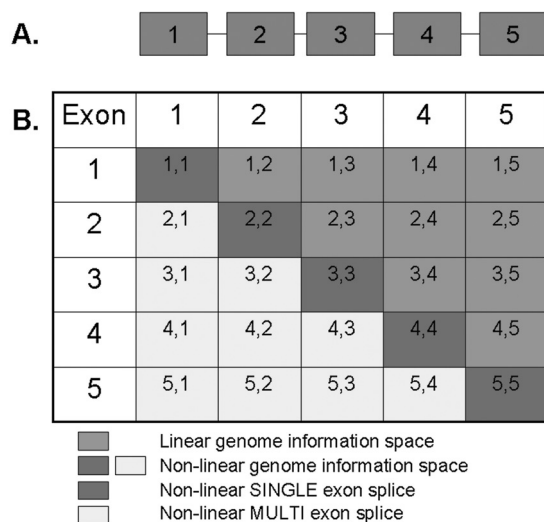 A. 1 2 3 4 5
B. Exon 1 2 3 4 5
1 1,1 1,2 1,3 1,4 1,5
2 2,1 2,2 2,3 2,4 2,5
3 3,1 3,2 3,3 3,4 3,5
4 4,1 4,2 4,3 4,4 4,5
5 5,1 5,2 5,3 5,4 5,5
Linear genome information space
Non-linear genome information space
Non-linear SINGLE exon splice
Non-linear MULTI exon splice